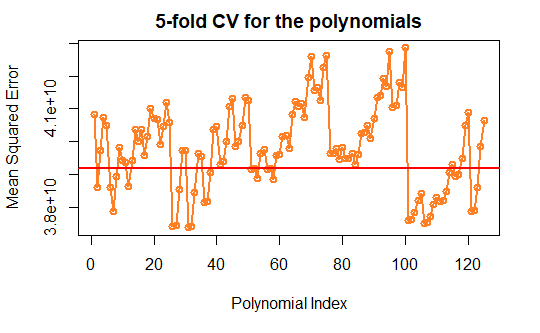 5-fold CV for the polynomials
Mean Squared Error
4.1e+10
3.8e+10
0 20 40 60 80 100 120
Polynomial Index